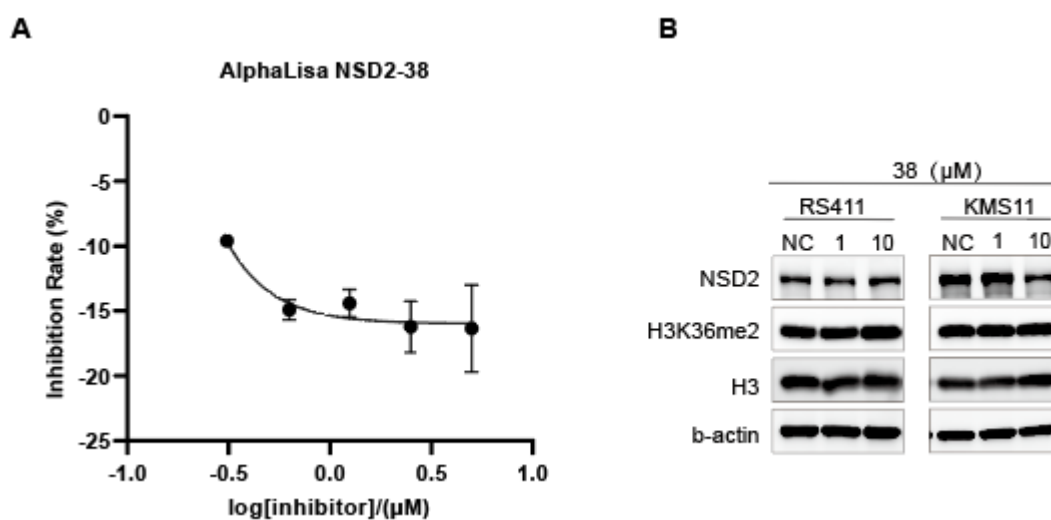 A
AlphaLisa NSD2-38
0
-5
-10
-15
-20
-25
Inhibition Rate (%)
-1.0 -0.5 0.0 0.5 1.0
log[inhibitor]/(μM)
B
38 (μM)
RS411 KMS11
NC 1 10 NC 1 10
NSD2
H3K36me2
H3
b-actin